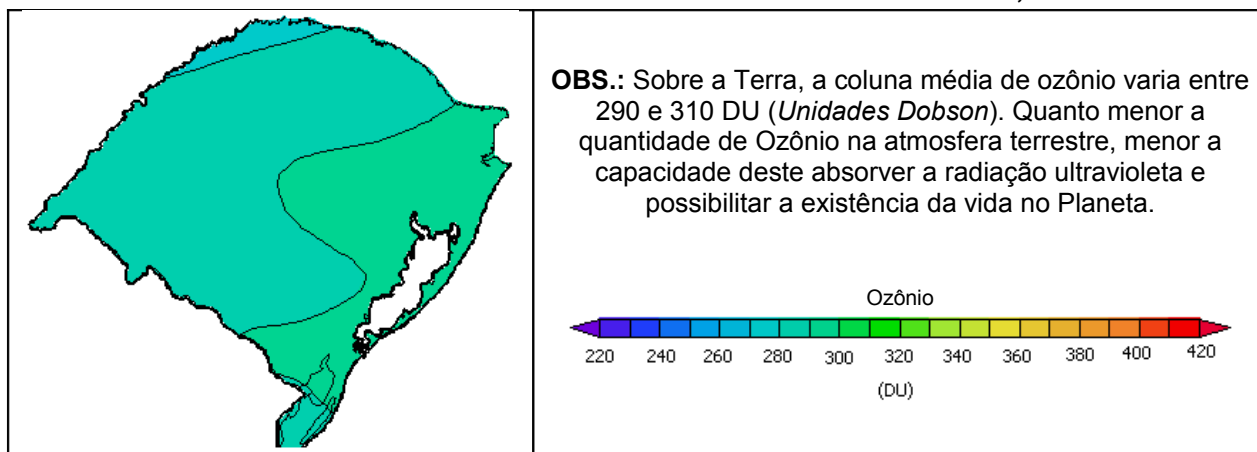 OBS.: Sobre a Terra, a coluna média de ozônio varia entre
290 e 310 DU (Unidades Dobson). Quanto menor a
quantidade de Ozônio na atmosfera terrestre, menor a
capacidade deste absorver a radiação ultravioleta e
possibilitar a existência da vida no Planeta.
Ozônio
220 240 260 280 300 320 340 360 380 400 420
(DU)